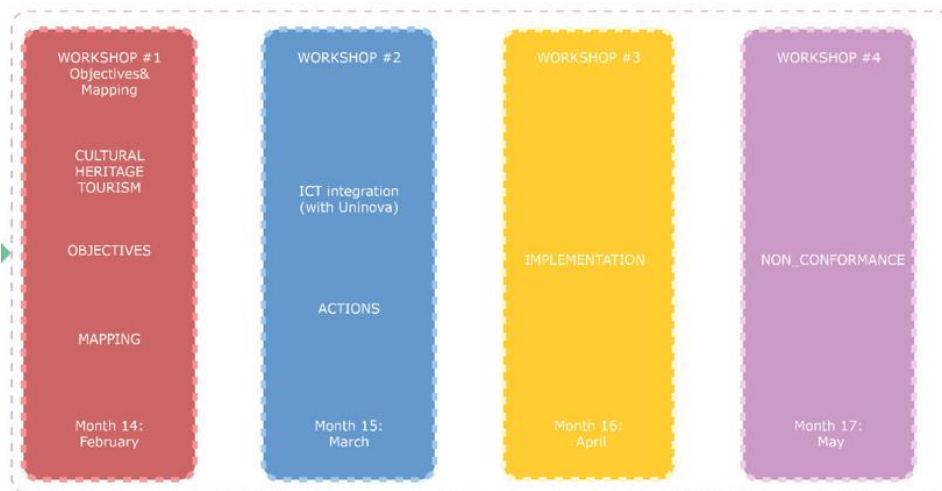 WORKSHOP #1
Objectives&
Mapping
CULTURAL
HERITAGE
TOURISM
OBJECTIVES
MAPPING
Month 14:
February
WORKSHOP #2
ICT integration
(with Uninova)
ACTIONS
Month 15:
March
WORKSHOP #3
IMPLEMENTATION
Month 16:
April
WORKSHOP #4
NON_CONFORMANCE
Month 17:
May